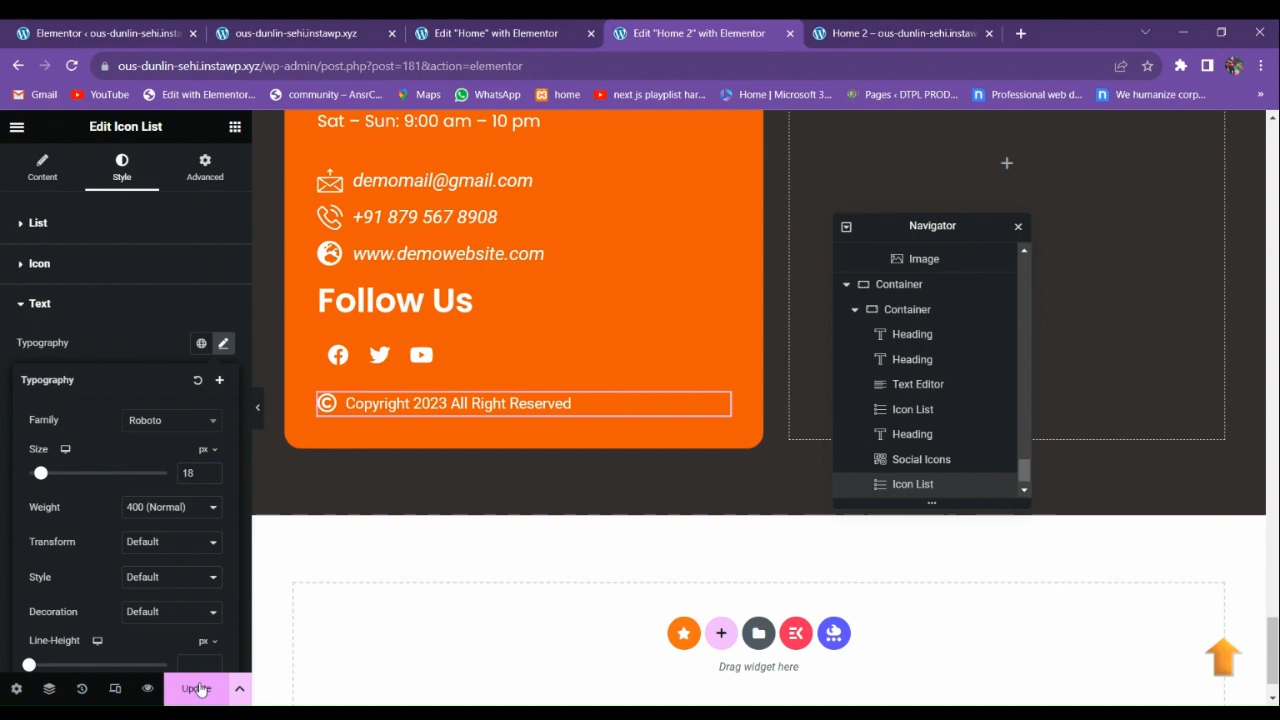 Elementor ‹ ous-dunlin-sehi.insta
ous-dunlin-sehi.instawp.xyz
Edit "Home" with Elementor
Edit "Home 2" with Elementor
Home 2 – ous-dunlin-sehi.instaw
ous-dunlin-sehi.instawp.xyz/wp-admin/post.php?post=181&action=elementor
Gmail
YouTube
Edit with Elementor...
community – AnsrC...
Maps
WhatsApp
home
next js playplist har...
Home | Microsoft 3...
Pages ‹ DTPL PROD...
Professional web d...
We humanize corp...
»
Edit Icon List
Content
Style
Advanced
List
Icon
Text
Typography
Typography
Family
Roboto
Size
px
18
Weight
400 (Normal)
Transform
Default
Style
Default
Decoration
Default
Line-Height
px
Update
Sat – Sun: 9:00 am – 10 pm
demomail@gmail.com
+91 879 567 8908
www.demowebsite.com
Follow Us
© Copyright 2023 All Right Reserved
Navigator
Image
Container
Container
Heading
Heading
Text Editor
Icon List
Heading
Social Icons
Icon List
Drag widget here